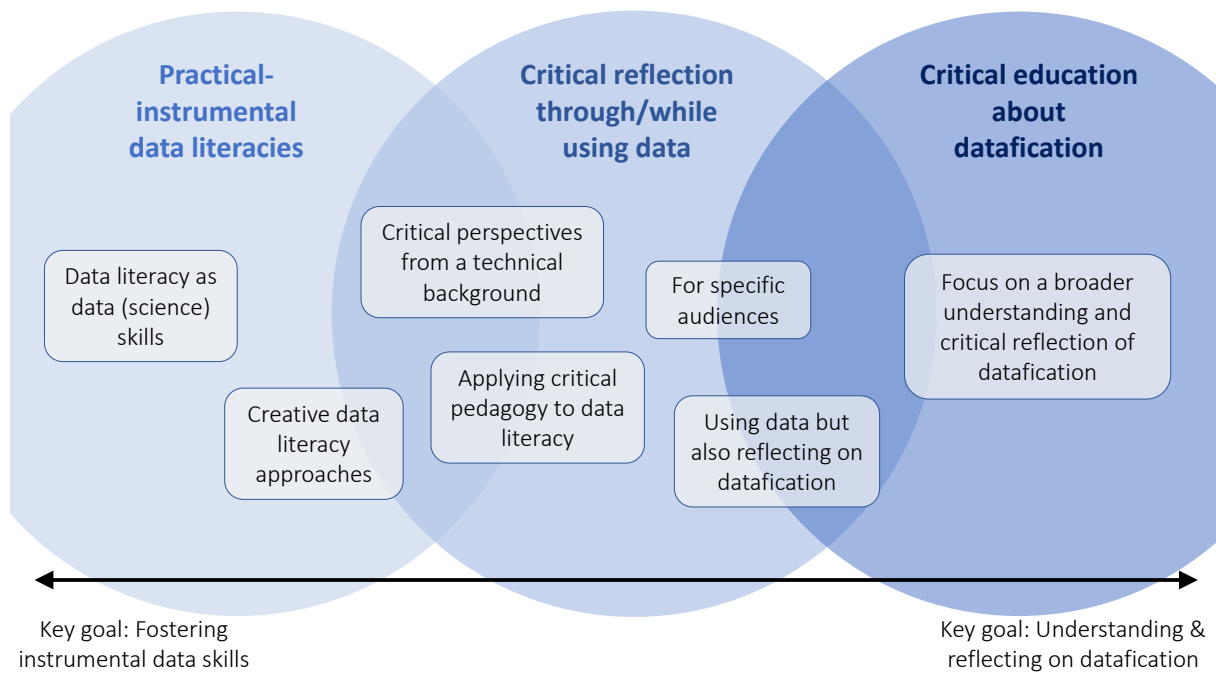 Practical-
instrumental
data literacies
Critical reflection
through/while
using data
Critical education
about
datafication
Data literacy as
data (science)
skills
Creative data
literacy
approaches
Critical perspectives
from a technical
background
Applying critical
pedagogy to data
literacy
For specific
audiences
Using data but
also reflecting on
datafication
Focus on a broader
understanding and
critical reflection of
datafication
Key goal: Fostering
instrumental data skills
Key goal: Understanding &
reflecting on datafication